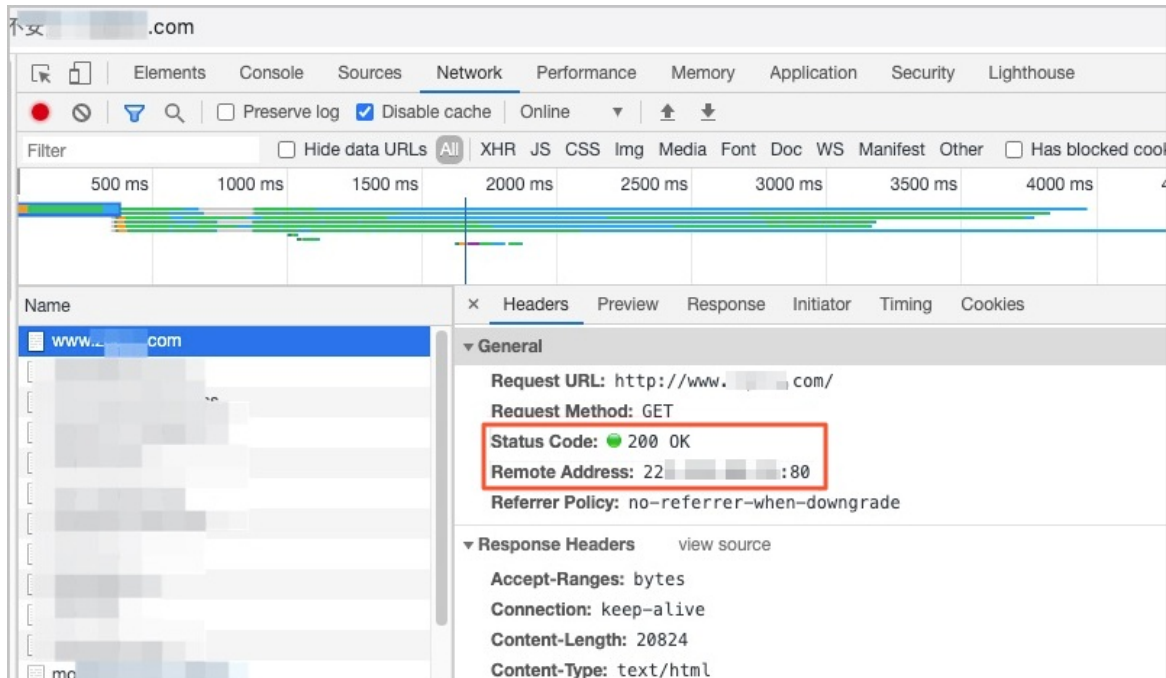 .com
Elements Console Sources Network Performance Memory Application Security Lighthouse
Preserve log Disable cache Online
Filter Hide data URLs All XHR JS CSS Img Media Font Doc WS Manifest Other Has blocked
500 ms 1000 ms 1500 ms 2000 ms 2500 ms 3000 ms 3500 ms 4000 ms
Name
× Headers Preview Response Initiator Timing Cookies
www. com
General
Request URL: http://www. .com/
Request Method: GET
Status Code: 200 OK
Remote Address: 22 :80
Referrer Policy: no-referrer-when-downgrade
Response Headers view source
Accept-Ranges: bytes
Connection: keep-alive
Content-Length: 20824
Content-Type: text/html